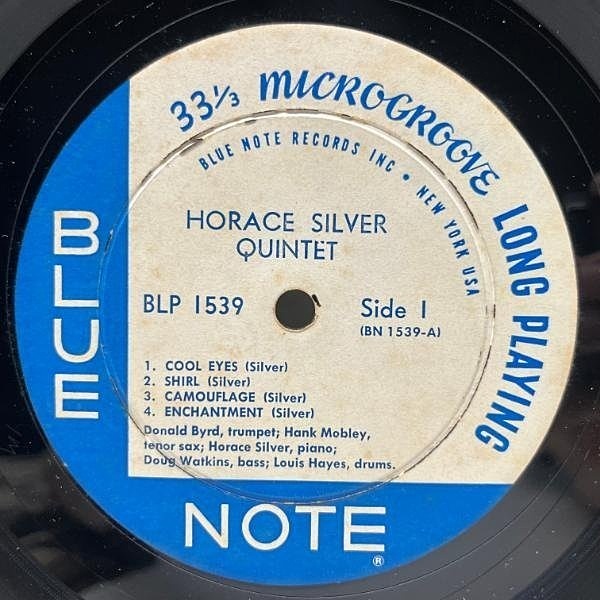 33⅓ MICROGROOVE LONG PLAYING
BLUE NOTE RECORDS INC • NEW YORK USA
HORACE SILVER
QUINTET
BLP 1539
Side 1
(BN 1539-A)
1. COOL EYES (Silver)
2. SHIRL (Silver)
3. CAMOUFLAGE (Silver)
4. ENCHANTMENT (Silver)
Donald Byrd, trumpet; Hank Mobley,
tenor sax; Horace Silver, piano;
Doug Watkins, bass; Louis Hayes, drums.
BLUE
NOTE®